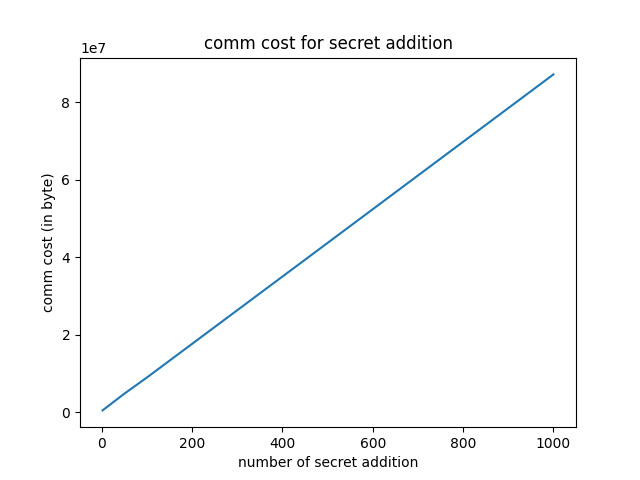 comm cost for secret addition
1e7
8
6
4
2
0
comm cost (in byte)
0 200 400 600 800 1000
number of secret addition